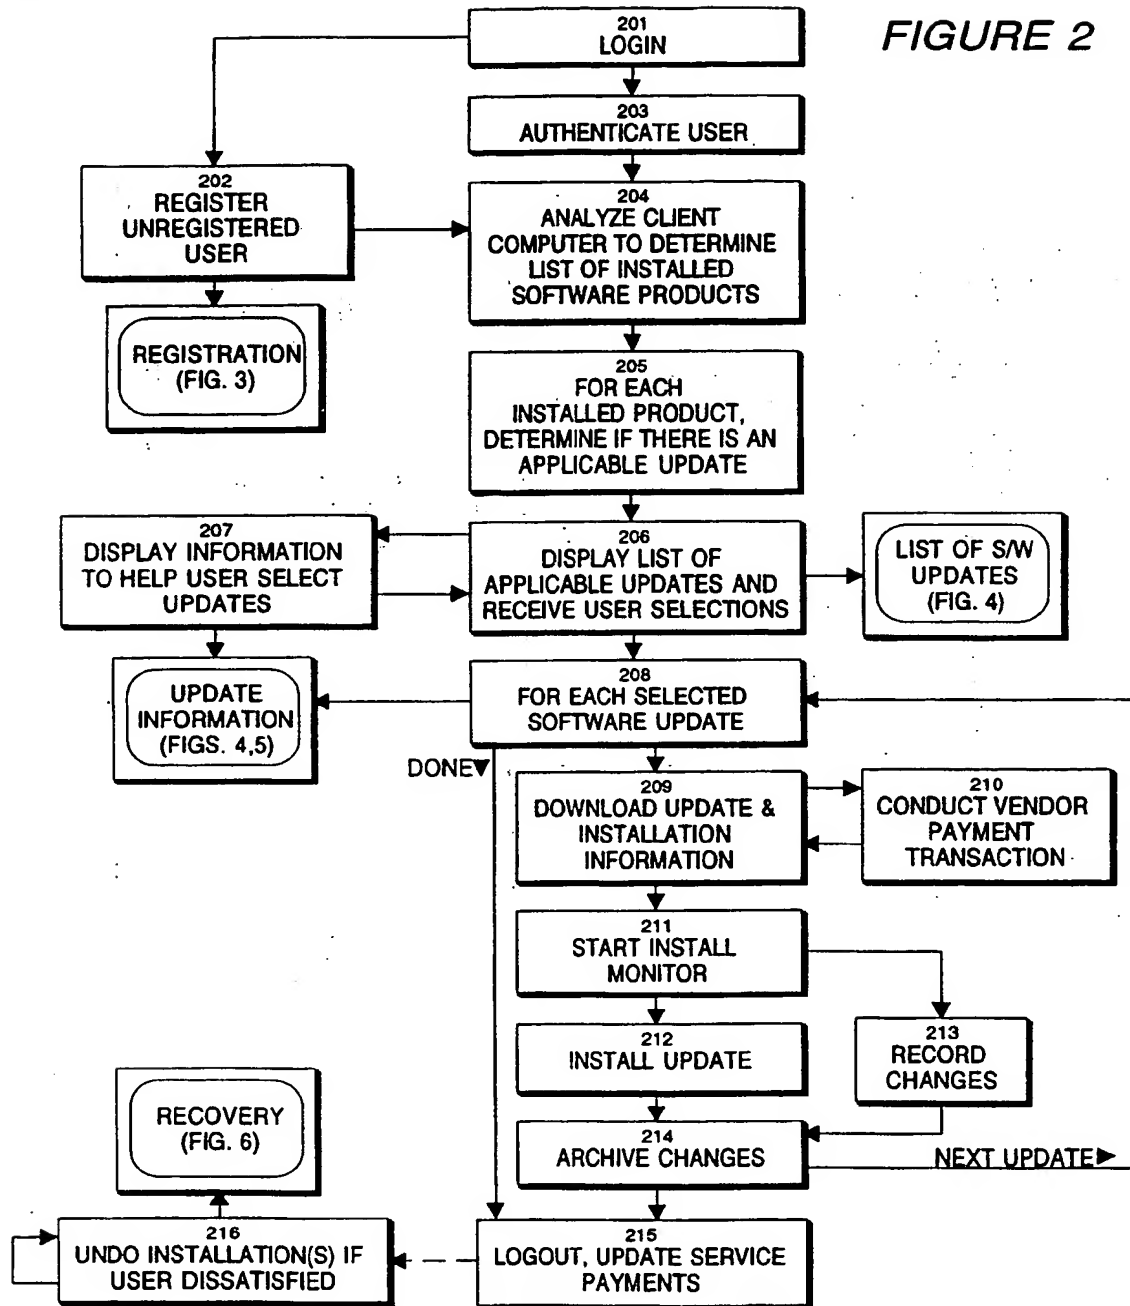 FIGURE 2
201
LOGIN
203
AUTHENTICATE USER
202
REGISTER
UNREGISTERED
USER
204
ANALYZE CLIENT
COMPUTER TO DETERMINE
LIST OF INSTALLED
SOFTWARE PRODUCTS
REGISTRATION
(FIG. 3)
205
FOR EACH
INSTALLED PRODUCT,
DETERMINE IF THERE IS AN
APPLICABLE UPDATE
207
DISPLAY INFORMATION
TO HELP USER SELECT
UPDATES
206
DISPLAY LIST OF
APPLICABLE UPDATES AND
RECEIVE USER SELECTIONS
LIST OF S/W
UPDATES
(FIG. 4)
UPDATE
INFORMATION
(FIGS. 4,5)
208
FOR EACH SELECTED
SOFTWARE UPDATE
DONE
209
DOWNLOAD UPDATE &
INSTALLATION
INFORMATION
210
CONDUCT VENDOR
PAYMENT
TRANSACTION
211
START INSTALL
MONITOR
212
INSTALL UPDATE
213
RECORD
CHANGES
RECOVERY
(FIG. 6)
214
ARCHIVE CHANGES
NEXT UPDATE
216
UNDO INSTALLATION(S) IF
USER DISSATISFIED
215
LOGOUT, UPDATE SERVICE
PAYMENTS